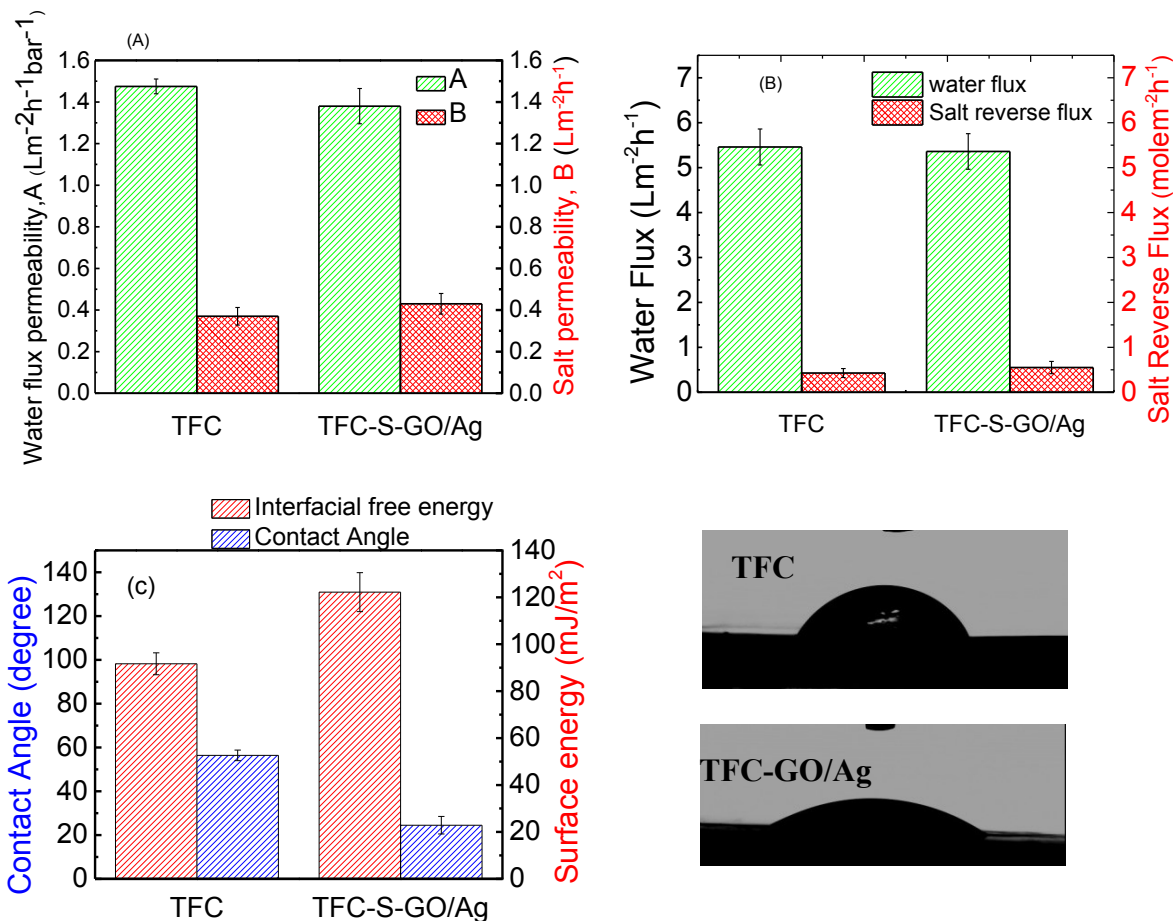 (A)
Water flux permeability,A (Lm⁻²h⁻¹bar⁻¹)
1.6
1.4
1.2
1.0
0.8
0.6
0.4
0.2
0.0
A
B
1.6
1.4
1.2
1.0
0.8
0.6
0.4
0.2
0.0
Salt permeability, B (Lm⁻²h⁻¹)
TFC
TFC-S-GO/Ag
(B)
Water Flux (Lm⁻²h⁻¹)
7
6
5
4
3
2
1
0
water flux
Salt reverse flux
7
6
5
4
3
2
1
0
Salt Reverse Flux (molem⁻²h⁻¹)
TFC
TFC-S-GO/Ag
Interfacial free energy
Contact Angle
(c)
Contact Angle (degree)
140
120
100
80
60
40
20
0
140
120
100
80
60
40
20
0
Surface energy (mJ/m²)
TFC
TFC-S-GO/Ag
TFC
TFC-GO/Ag